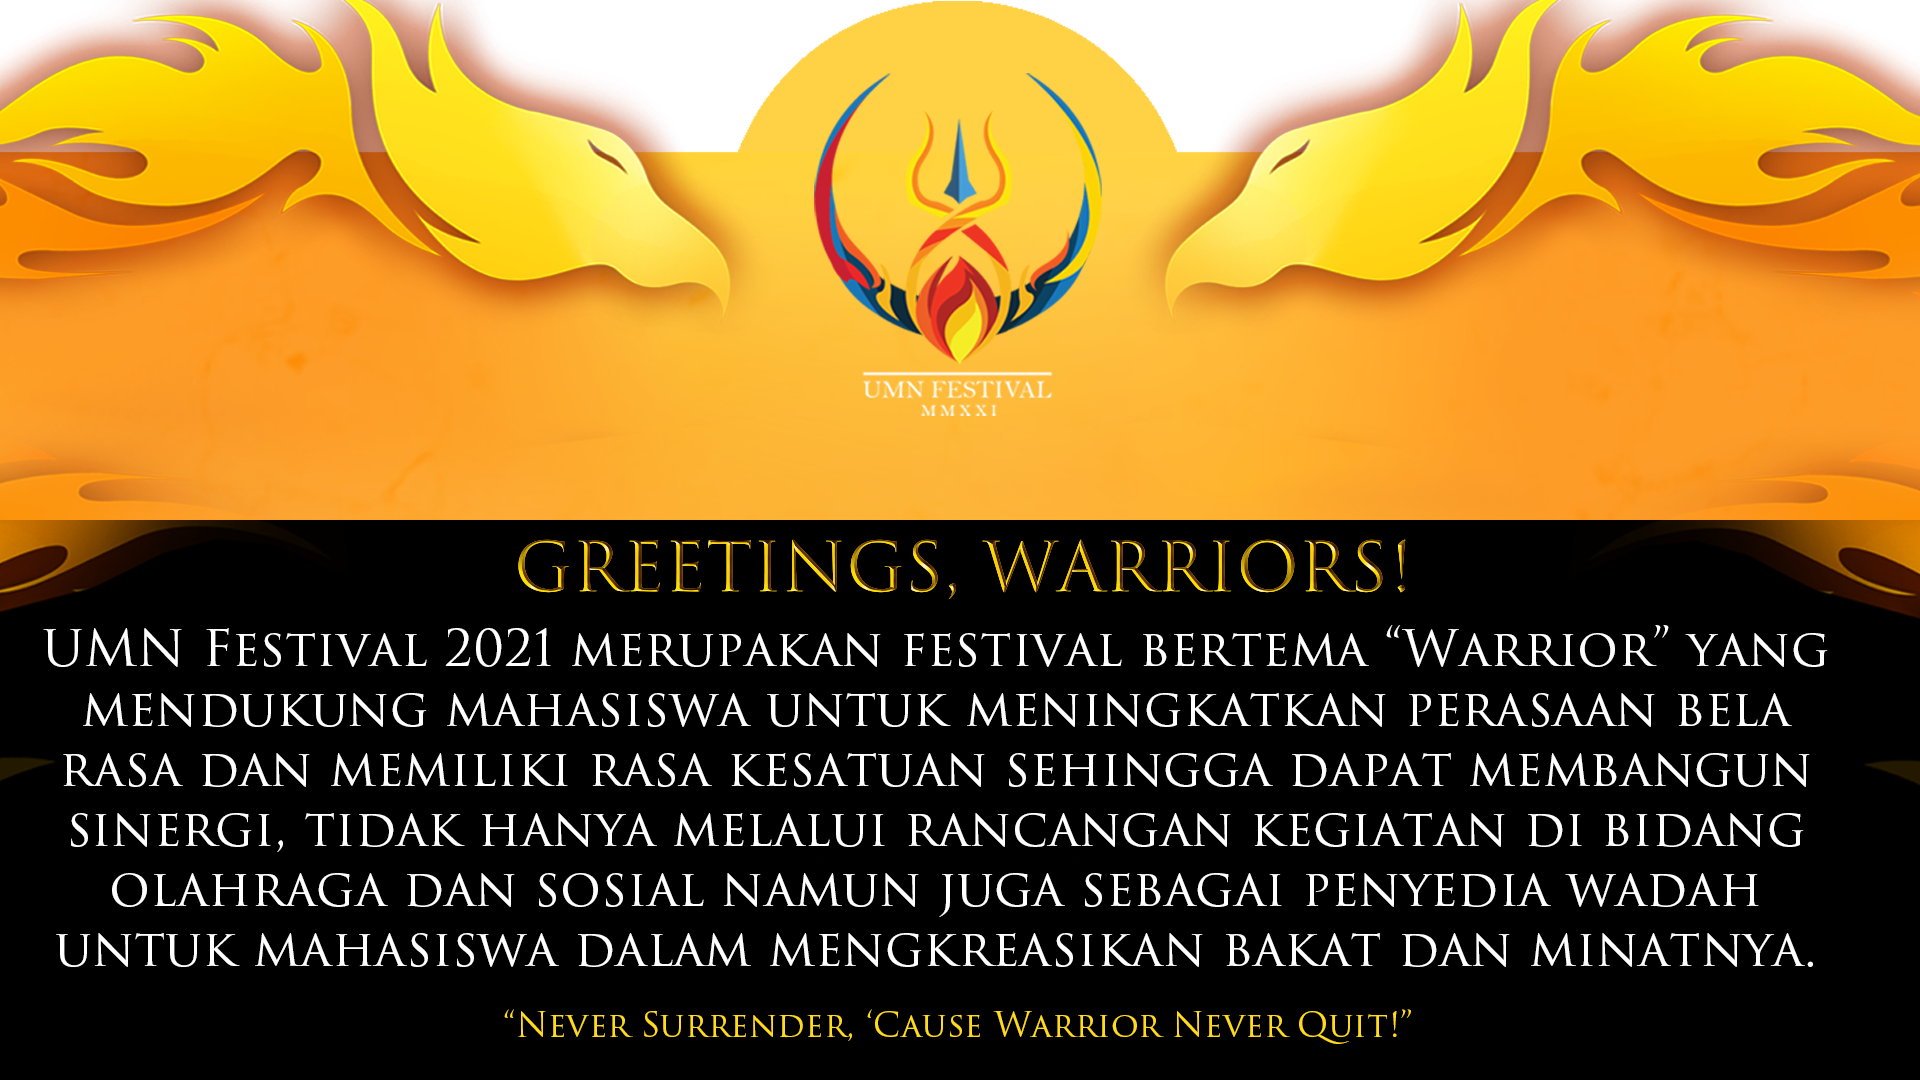 UMN FESTIVAL
MMXXI
GREETINGS, WARRIORS!
UMN FESTIVAL 2021 MERUPAKAN FESTIVAL BERTEMA “WARRIOR” YANG
MENDUKUNG MAHASISWA UNTUK MENINGKATKAN PERASAAN BELA
RASA DAN MEMILIKI RASA KESATUAN SEHINGGA DAPAT MEMBANGUN
SINERGI, TIDAK HANYA MELALUI RANCANGAN KEGIATAN DI BIDANG
OLAHRAGA DAN SOSIAL NAMUN JUGA SEBAGAI PENYEDIA WADAH
UNTUK MAHASISWA DALAM MENGKREASIKAN BAKAT DAN MINATNYA.
“NEVER SURRENDER, ‘CAUSE WARRIOR NEVER QUIT!”